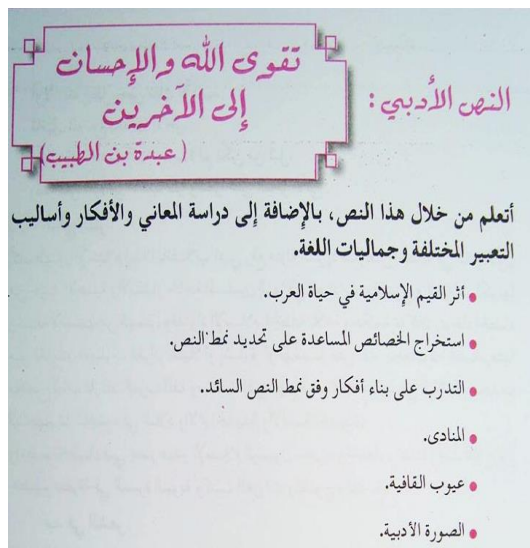 النص الأدبي :
تقوى الله والإحسان
إلى الآخرين
(عبدة بن الطبيب)
أتعلم من خلال هذا النص، بالإضافة إلى دراسة المعاني والأفكار وأساليب
التعبير المختلفة وجماليات اللغة.
• أثر القيم الإسلامية في حياة العرب.
• استخراج الخصائص المساعدة على تحديد نمط النص.
• التدرب على بناء أفكار وفق نمط النص السائد.
• المنادى.
• عيوب القافية.
• الصورة الأدبية.